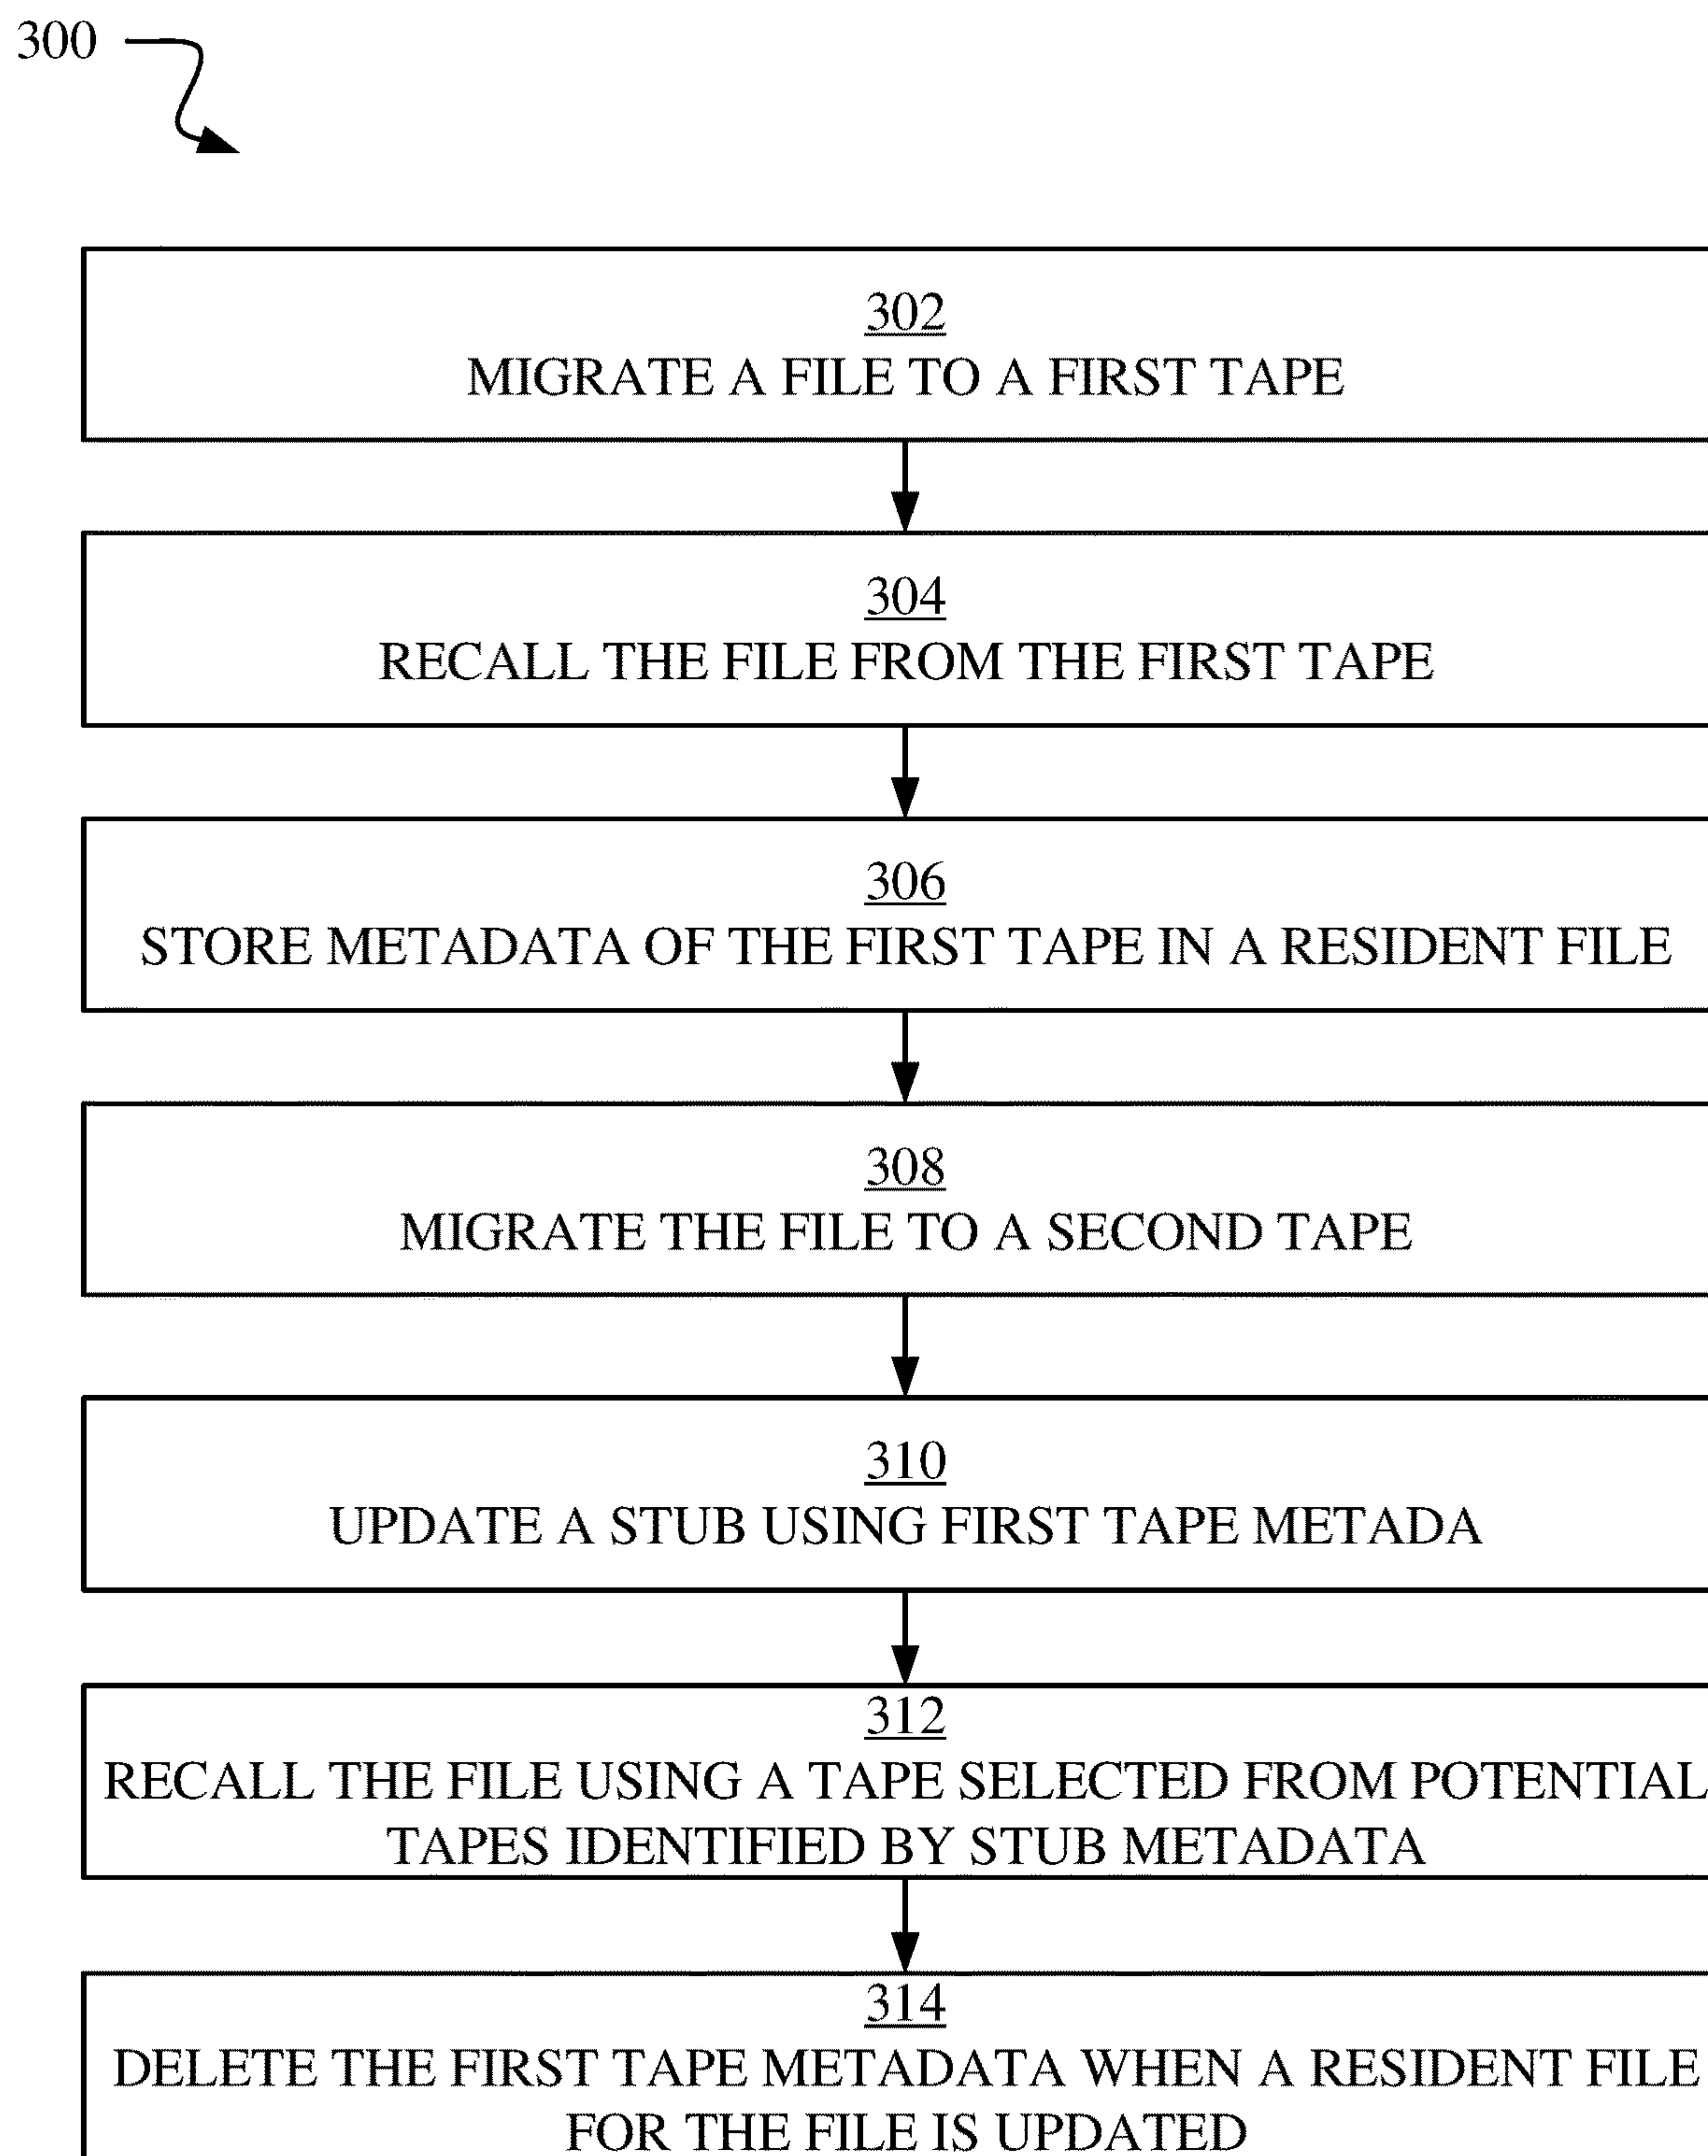 300
302
MIGRATE A FILE TO A FIRST TAPE
304
RECALL THE FILE FROM THE FIRST TAPE
306
STORE METADATA OF THE FIRST TAPE IN A RESIDENT FILE
308
MIGRATE THE FILE TO A SECOND TAPE
310
UPDATE A STUB USING FIRST TAPE METADA
312
RECALL THE FILE USING A TAPE SELECTED FROM POTENTIAL
TAPES IDENTIFIED BY STUB METADATA
314
DELETE THE FIRST TAPE METADATA WHEN A RESIDENT FILE
FOR THE FILE IS UPDATED